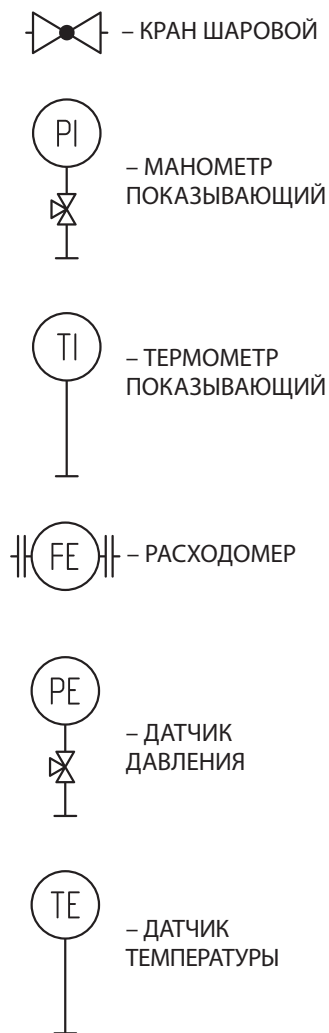 – КРАН ШАРОВОЙ
PI
– МАНОМЕТР
ПОКАЗЫВАЮЩИЙ
TI
– ТЕРМОМЕТР
ПОКАЗЫВАЮЩИЙ
FE – РАСХОДОМЕР
PE
– ДАТЧИК
ДАВЛЕНИЯ
TE
– ДАТЧИК
ТЕМПЕРАТУРЫ